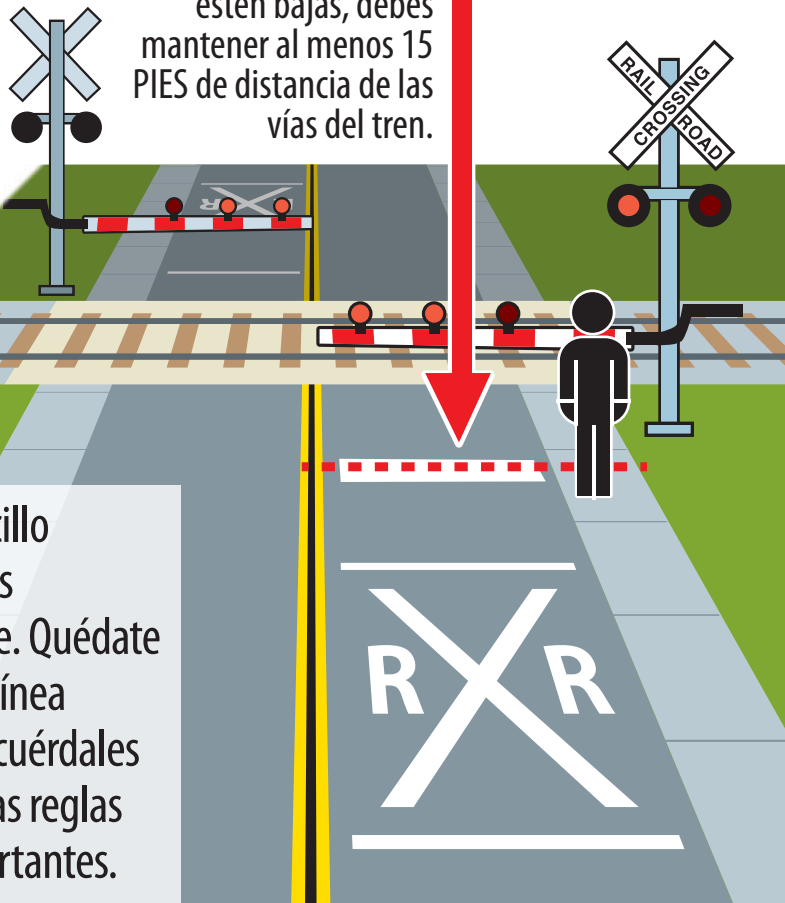 estén bajas, debes
mantener al menos 15
PIES de distancia de las
vías del tren.
RAIL
CROSSING
ROAD
R
illo
s
e. Quédate
ínea
cuérdales
as reglas
rtantes.
R R